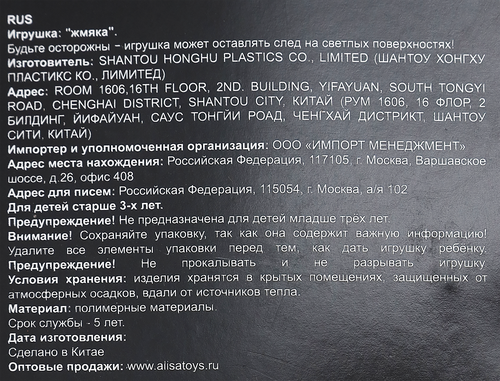 RUS
Игрушка: "жмяка".
Будьте осторожны – игрушка может оставлять след на светлых поверхностях!
Изготовитель: SHANTOU HONGHU PLASTICS CO., LIMITED (ШАНТОУ ХОНГХУ
ПЛАСТИКС КО., ЛИМИТЕД)
Адрес: ROOM 1606,16TH FLOOR, 2ND. BUILDING, YIFAYUAN, SOUTH TONGYI
ROAD, CHENGHAI DISTRICT, SHANTOU CITY, КИТАЙ (РУМ 1606, 16 ФЛОР, 2
БИЛДИНГ, ЙИФАЙУАН, САУС ТОНГЙИ РОАД, ЧЕНГХАЙ ДИСТРИКТ, ШАНТОУ
СИТИ, КИТАЙ)
Импортер и уполномоченная организация: ООО «ИМПОРТ МЕНЕДЖМЕНТ»
Адрес места нахождения: Российская Федерация, 117105, г. Москва, Варшавское
шоссе, д.26, офис 408
Адрес для писем: Российская Федерация, 115054, г. Москва, а/я 102
Для детей старше 3-х лет.
Предупреждение! Не предназначена для детей младше трёх лет.
Внимание! Сохраняйте упаковку, так как она содержит важную информацию!
Удалите все элементы упаковки перед тем, как дать игрушку ребёнку.
Предупреждение! Не прокалывать и не разрывать игрушку.
Условия хранения: изделия хранятся в крытых помещениях, защищенных от
атмосферных осадков, вдали от источников тепла.
Материал: полимерные материалы.
Срок службы - 5 лет.
Дата изготовления:
Сделано в Китае
Оптовые продажи: www.alisatoys.ru